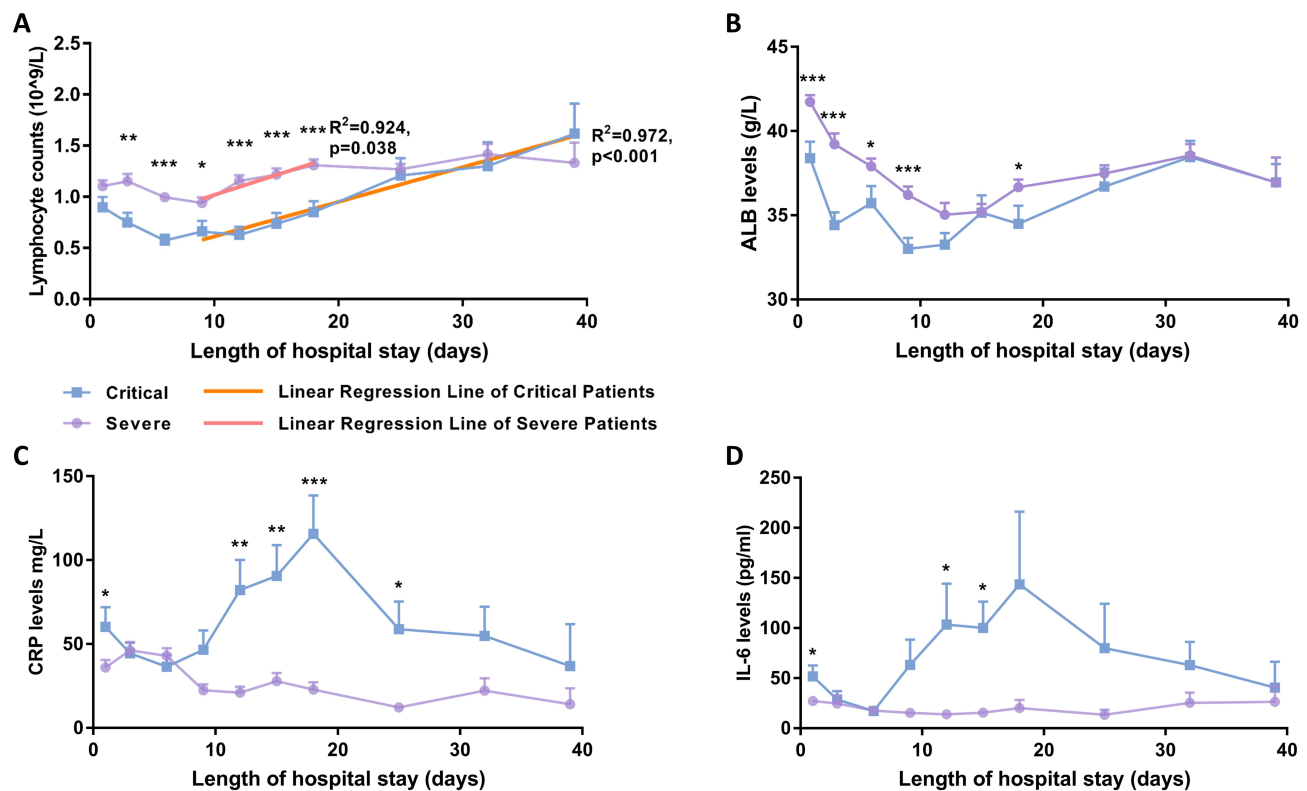 A
2.5
2.0
1.5
1.0
0.5
0.0
Lymphocyte counts (10^9/L)
** *** * *** *** ***
R²=0.924,
p=0.038
R²=0.972,
p<0.001
0 10 20 30 40
Length of hospital stay (days)
B
45
40
35
30
ALB levels (g/L)
*** *** * *** *
0 10 20 30 40
Length of hospital stay (days)
Critical
Linear Regression Line of Critical Patients
Severe
Linear Regression Line of Severe Patients
C
150
100
50
0
CRP levels mg/L
* ** ** *** *
0 10 20 30 40
Length of hospital stay (days)
D
250
200
150
100
50
0
IL-6 levels (pg/ml)
* * *
0 10 20 30 40
Length of hospital stay (days)